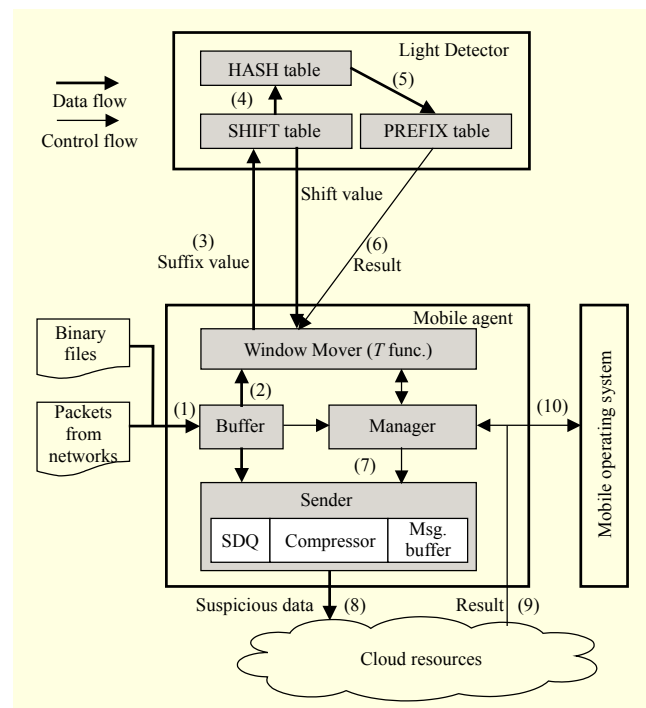 Light Detector
HASH table
(5)
Data flow
(4)
Control flow
SHIFT table
PREFIX table
Shift value
(3)
Suffix value
(6)
Result
Mobile agent
Binary
files
Window Mover (T func.)
(2)
Packets
from
networks
(1)
Buffer
Manager
(10)
Mobile operating system
(7)
Sender
SDQ
Compressor
Msg.
buffer
Suspicious data
(8)
Result
(9)
Cloud resources